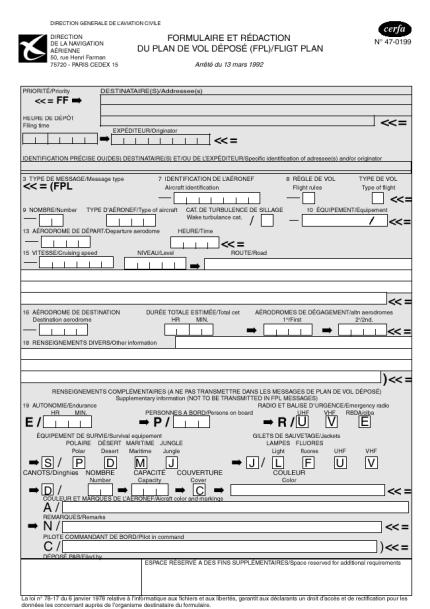 DIRECTION GENERALE DE L'AVIATION CIVILE
DIRECTION
DE LA NAVIGATION
AÉRIENNE
50, rue Henri Farman
75720 - PARIS CEDEX 15
FORMULAIRE ET RÉDACTION
DU PLAN DE VOL DÉPOSÉ (FPL)/FLIGT PLAN
Arrêté du 13 mars 1992
cerfa
N° 47-0199
PRIORITÉ/Priority DESTINATAIRE(S)/Addressee(s)
<< = FF
<< =
HEURE DE DÉPÔT
Filing time
EXPÉDITEUR/Originator
<< =
IDENTIFICATION PRÉCISE DU(DES) DESTINATAIRE(S) ET/OU DE L'EXPÉDITEUR/Specific identification of adressee(s) and/or originator
3 TYPE DE MESSAGE/Message type 7 IDENTIFICATION DE L'AÉRONEF 8 RÈGLE DE VOL TYPE DE VOL
<< = (FPL Aircraft identification Flight rules Type of flight
<< =
9 NOMBRE/Number TYPE D'AÉRONEF/Type of aircraft CAT. DE TURBULENCE DE SILLAGE 10 ÉQUIPEMENT/Equipement
Wake turbulence cat.
/ / << =
13 AÉRODROME DE DÉPART/Departure aerodrome HEURE/Time
<< =
15 VITESSE/Cruising speed NIVEAU/Level ROUTE/Road
<< =
16 AÉRODROME DE DESTINATION DURÉE TOTALE ESTIMÉE/Total eet AÉRODROMES DE DÉGAGEMENT/altn aerodromes
Destination aerodrome HR MIN. 1st/First 2°/2nd.
<< =
18 RENSEIGNEMENTS DIVERS/Other information
) << =
RENSEIGNEMENTS COMPLÉMENTAIRES (A NE PAS TRANSMETTRE DANS LES MESSAGES DE PLAN DE VOL DÉPOSÉ)
Supplementary information (NOT TO BE TRANSMITTED IN FPL MESSAGES)
19 AUTONOMIE/Endurance PERSONNES A BORD/Persons on board RADIO ET BALISE D'URGENCE/Emergency radio
HR MIN. UHF VHF RBDA/elba
E / P / R / U V E
ÉQUIPEMENT DE SURVIE/Survival equipement GILETS DE SAUVETAGE/Jackets
POLAIRE DÉSERT MARITIME JUNGLE LAMPES FLUORES
Polar Desert Maritime Jungle Light fluores UHF VHF
S / P D M J J / L F U V
CANOTS/Dinghies NOMBRE CAPACITÉ COUVERTURE COULEUR
Number Capacity Cover Color
D / C << =
COULEUR ET MARQUES DE L'AÉRONEF/Aircraft color and markings
A /
REMARQUES/Remarks
N / << =
PILOTE COMMANDANT DE BORD/Pilot in command
C / ) << =
DÉPOSÉ PAR/Filed by
ESPACE RÉSERVÉ A DES FINS SUPPLÉMENTAIRES/Space reserved for additional requirements
La loi n° 78-17 du 6 janvier 1978 relative à l'informatique aux fichiers et aux libertés, garantit aux déclarants un droit d'accès et de rectification pour les
données les concernant auprès de l'organisme destinataire du formulaire.